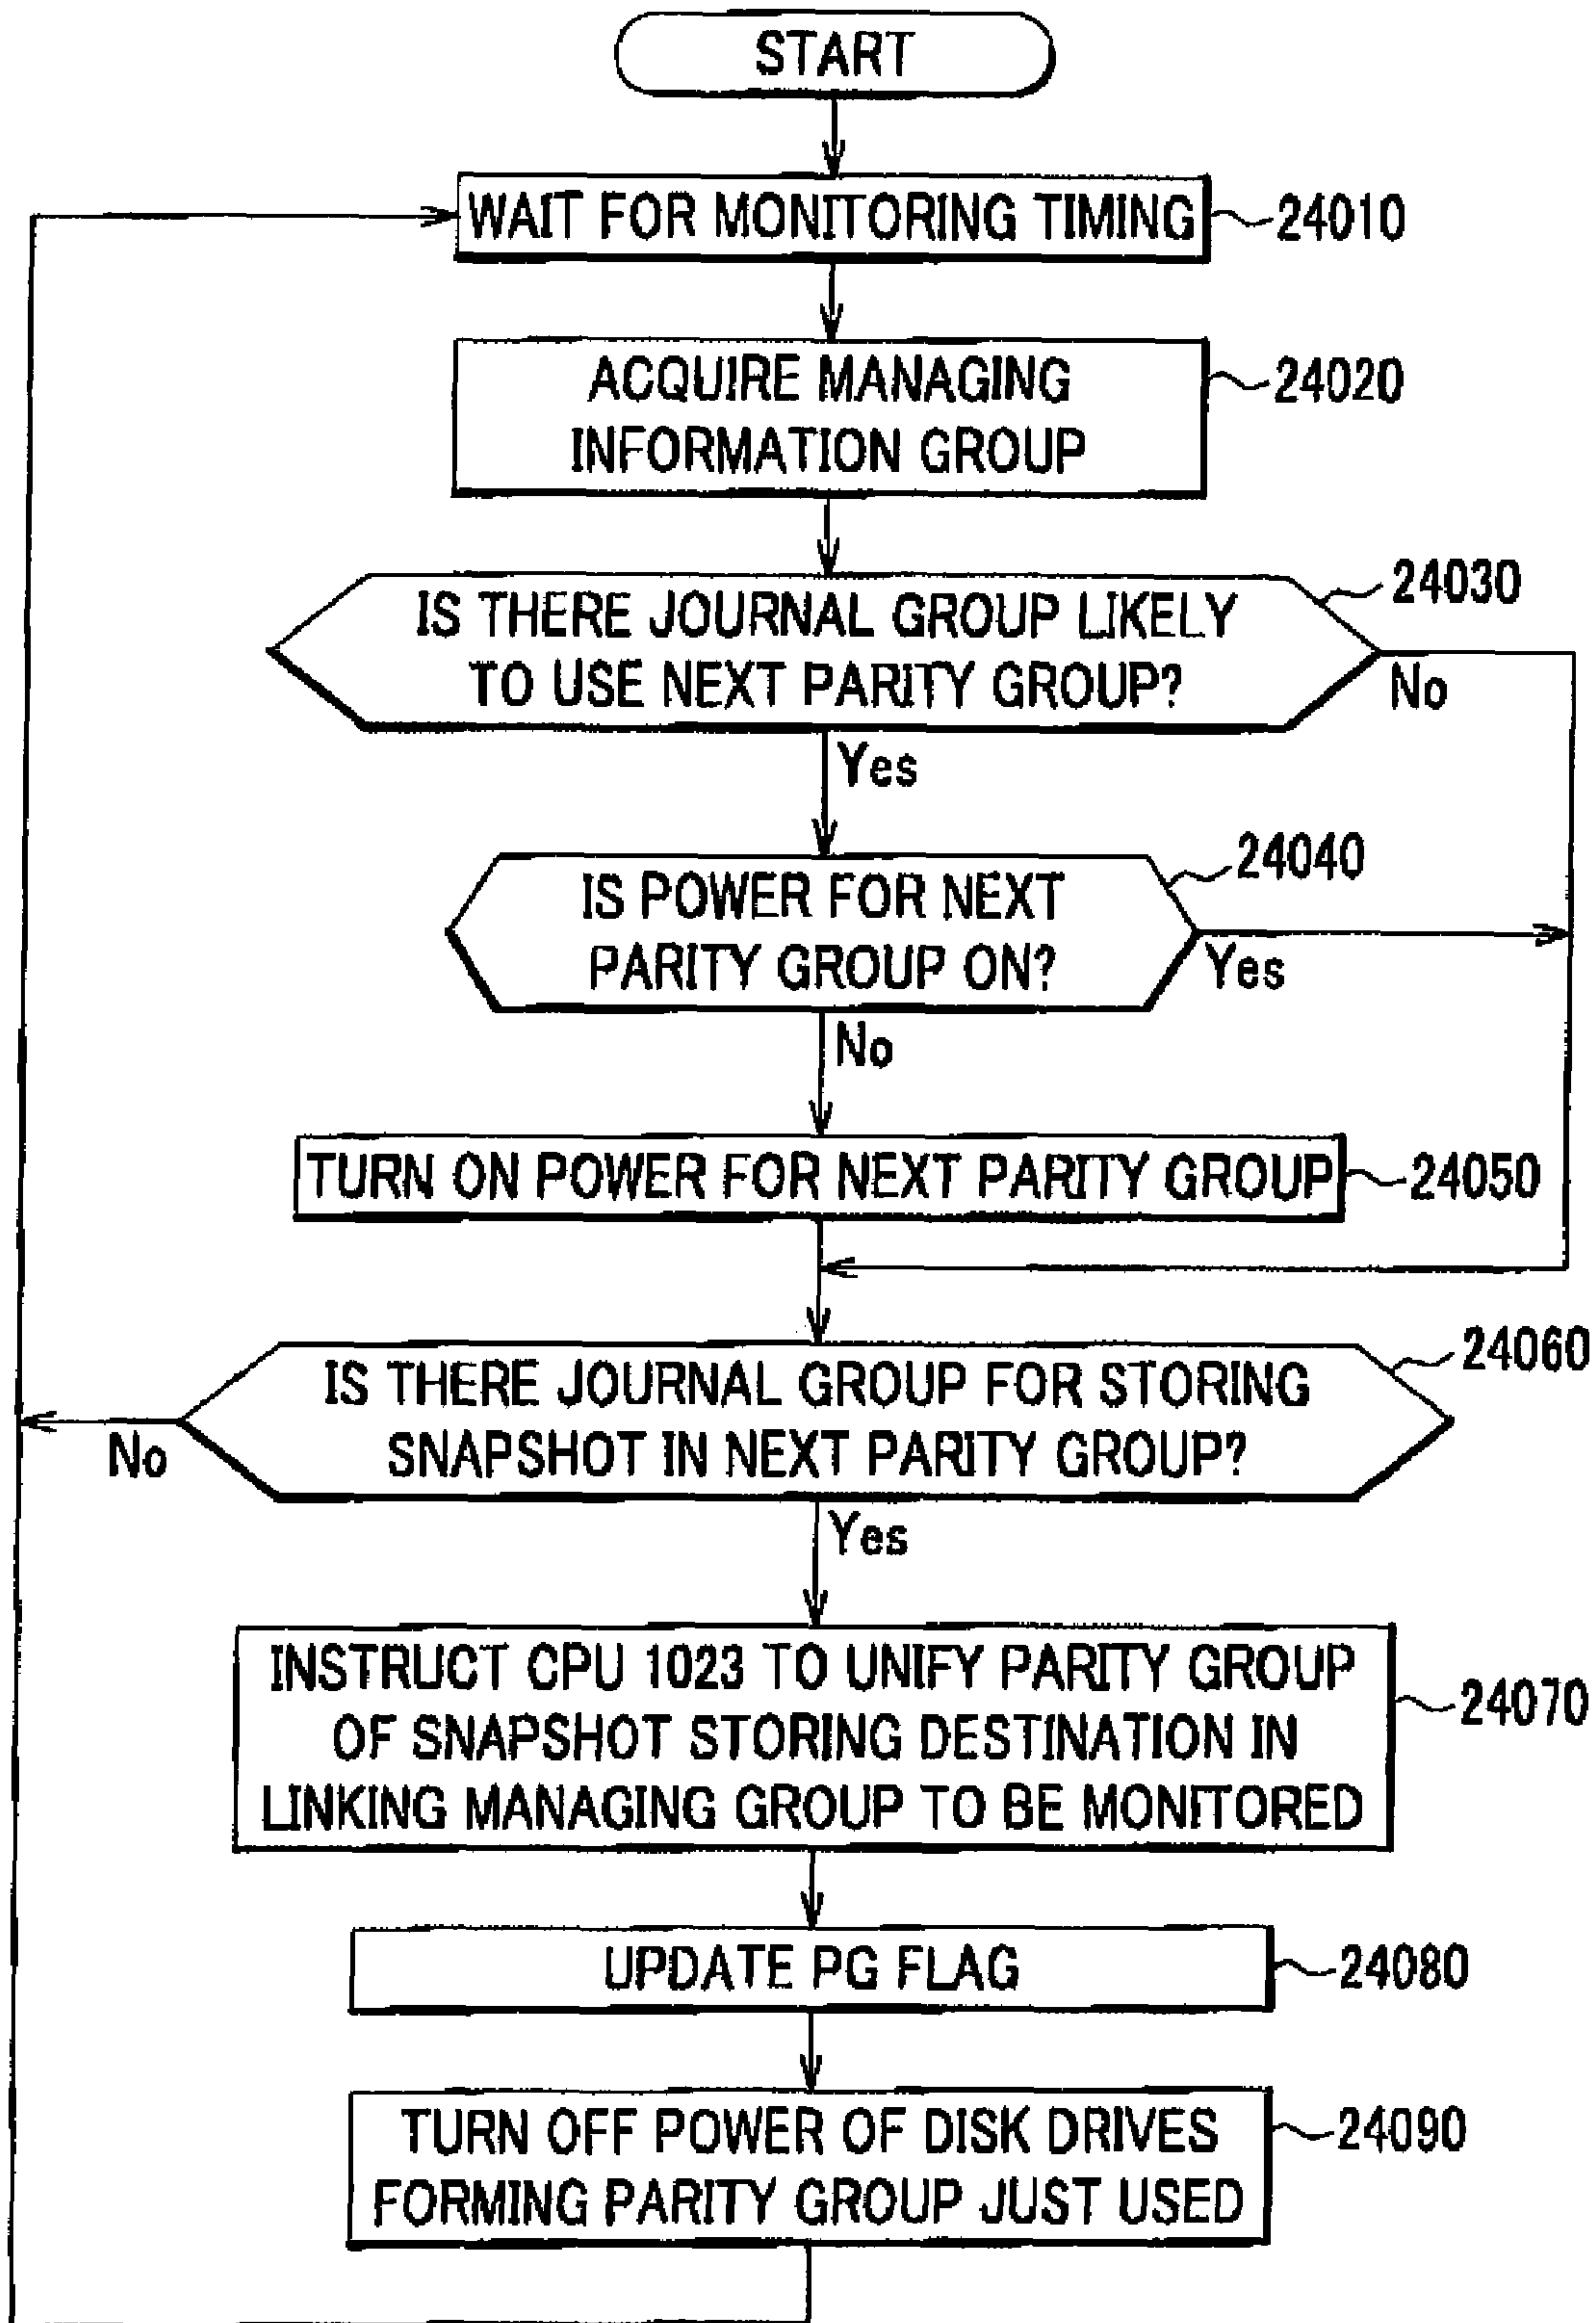 START
WAIT FOR MONITORING TIMING
24010
ACQUIRE MANAGING
INFORMATION GROUP
24020
IS THERE JOURNAL GROUP LIKELY
TO USE NEXT PARITY GROUP?
24030
No
Yes
IS POWER FOR NEXT
PARITY GROUP ON?
24040
Yes
No
TURN ON POWER FOR NEXT PARITY GROUP
24050
IS THERE JOURNAL GROUP FOR STORING
SNAPSHOT IN NEXT PARITY GROUP?
24060
No
Yes
INSTRUCT CPU 1023 TO UNIFY PARITY GROUP
OF SNAPSHOT STORING DESTINATION IN
LINKING MANAGING GROUP TO BE MONITORED
24070
UPDATE PG FLAG
24080
TURN OFF POWER OF DISK DRIVES
FORMING PARITY GROUP JUST USED
24090